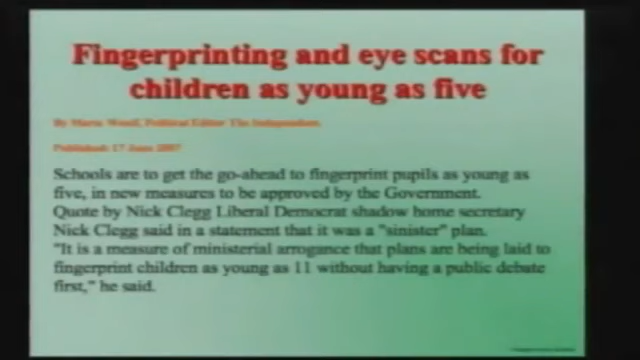 Fingerprinting and eye scans for
children as young as five
By Marie Woolf, Political Editor The Independent.
Published: 17 June 2007
Schools are to get the go-ahead to fingerprint pupils as young as
five, in new measures to be approved by the Government.
Quote by Nick Clegg Liberal Democrat shadow home secretary
Nick Clegg said in a statement that it was a "sinister" plan.
"It is a measure of ministerial arrogance that plans are being laid to
fingerprint children as young as 11 without having a public debate
first," he said.